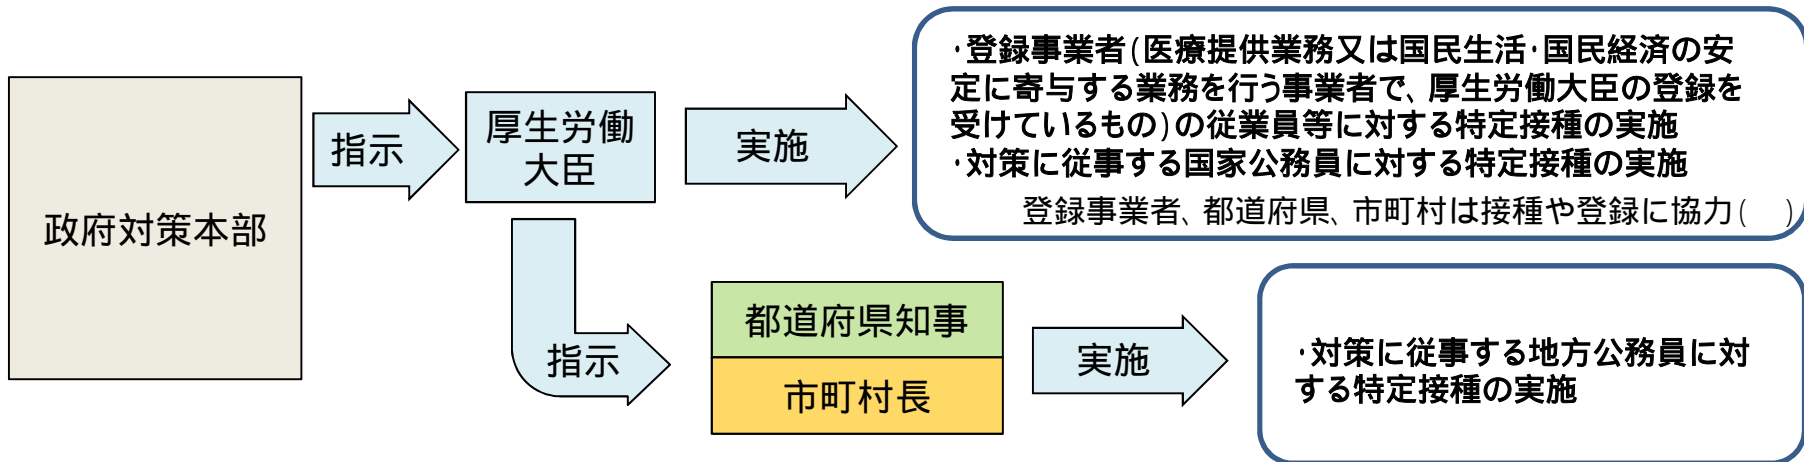 政府対策本部
指示
厚生労働
大臣
実施
・登録事業者(医療提供業務又は国民生活・国民経済の安
定に寄与する業務を行う事業者で、厚生労働大臣の登録を
受けているもの)の従業員等に対する特定接種の実施
・対策に従事する国家公務員に対する特定接種の実施
登録事業者、都道府県、市町村は接種や登録に協力(　)
指示
都道府県知事
市町村長
実施
・対策に従事する地方公務員に対
する特定接種の実施